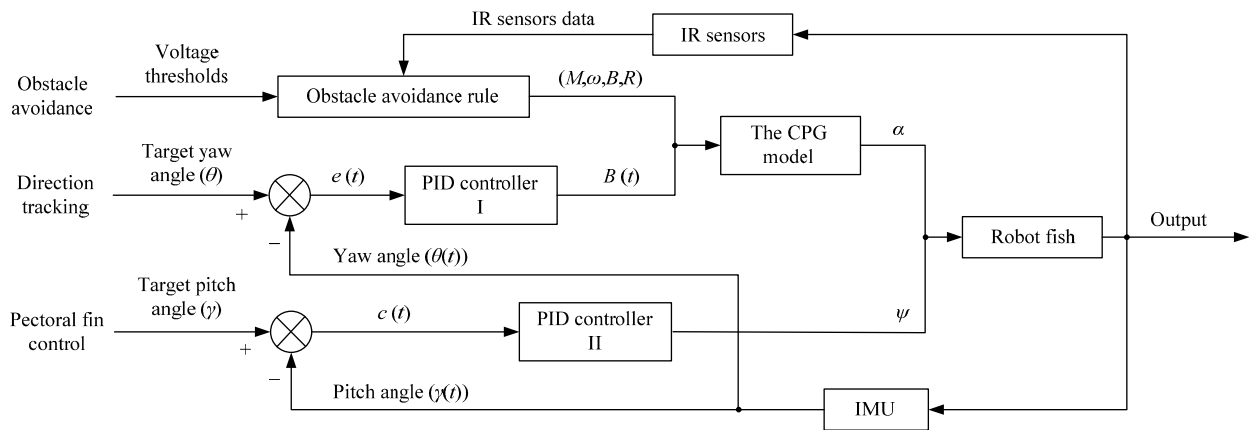 IR sensors data
IR sensors
Voltage
thresholds
Obstacle
avoidance
Obstacle avoidance rule
(M,ω,B,R)
The CPG
model
α
Target yaw
angle (θ)
Direction
tracking
+
−
e (t)
PID controller
I
B (t)
Yaw angle (θ(t))
Robot fish
Output
Target pitch
angle (γ)
Pectoral fin
control
+
−
c (t)
PID controller
II
ψ
Pitch angle (γ(t))
IMU